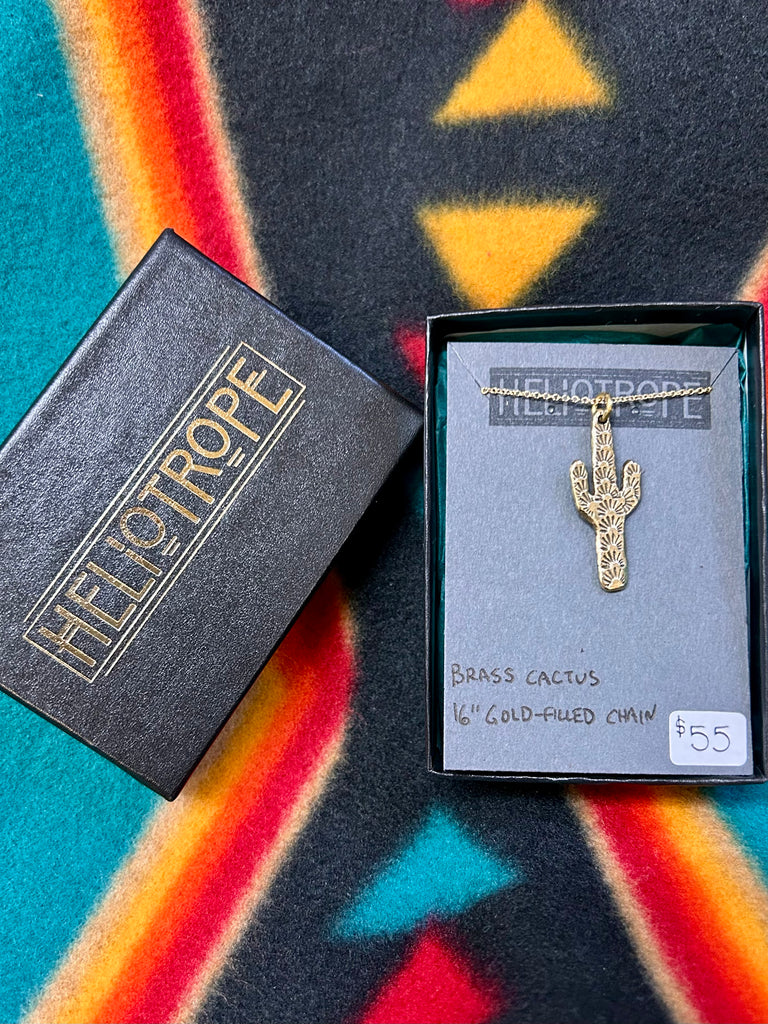 HELIOTROPE
HELIOTROPE
BRASS CACTUS
16" GOLD-FILLED CHAIN
$55